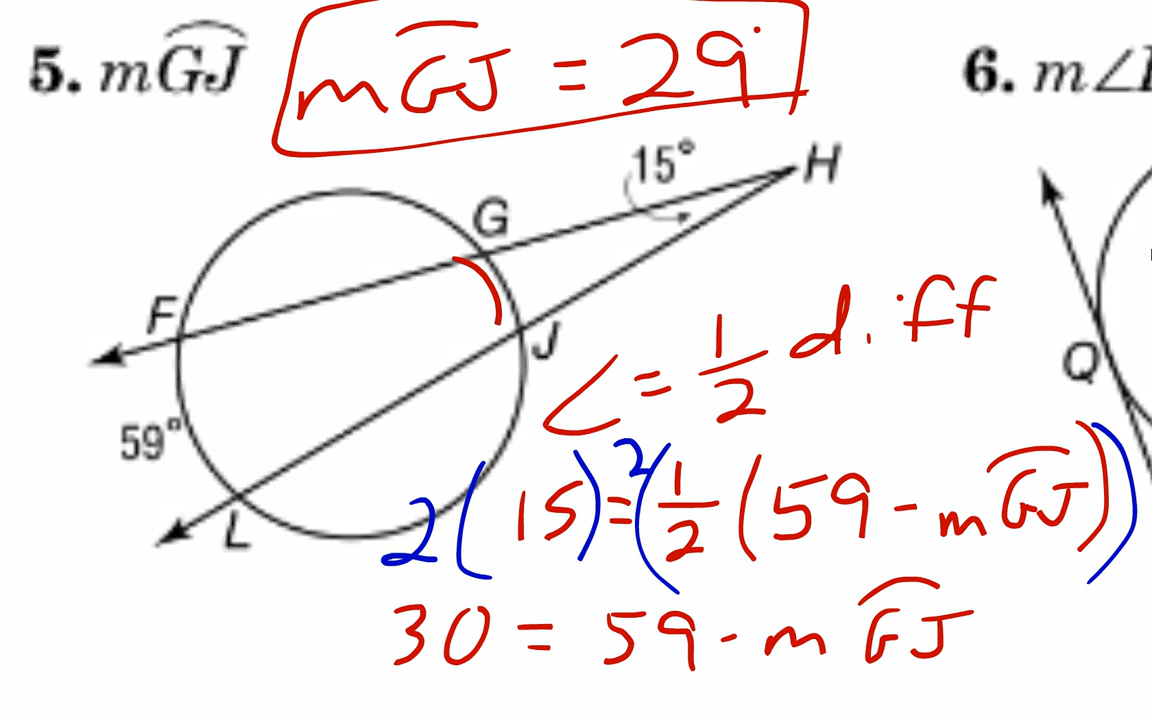 5. mGJ
mGJ = 29°
6. m∠
15°
H
G
F
J
∠ = 1/2 diff
Q
59°
2(15) = 2(1/2(59 - mGJ))
L
30 = 59 - mGJ